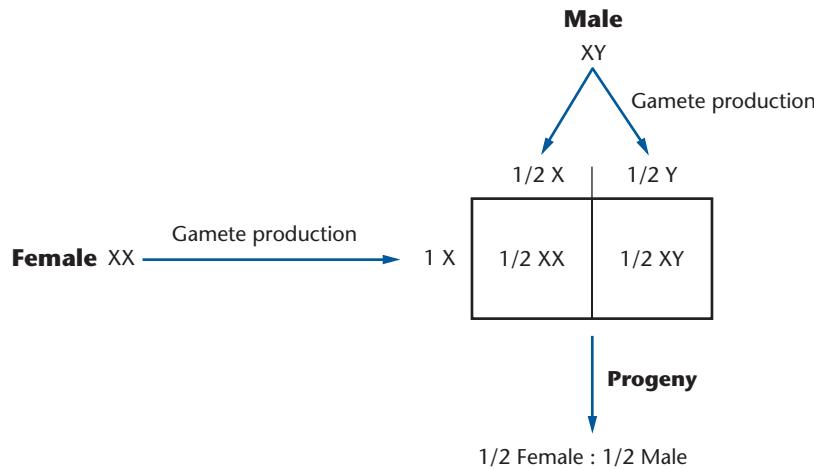 Male
XY
Gamete production
1/2 X
1/2 Y
Gamete production
Female XX
1 X
1/2 XX
1/2 XY
Progeny
1/2 Female : 1/2 Male